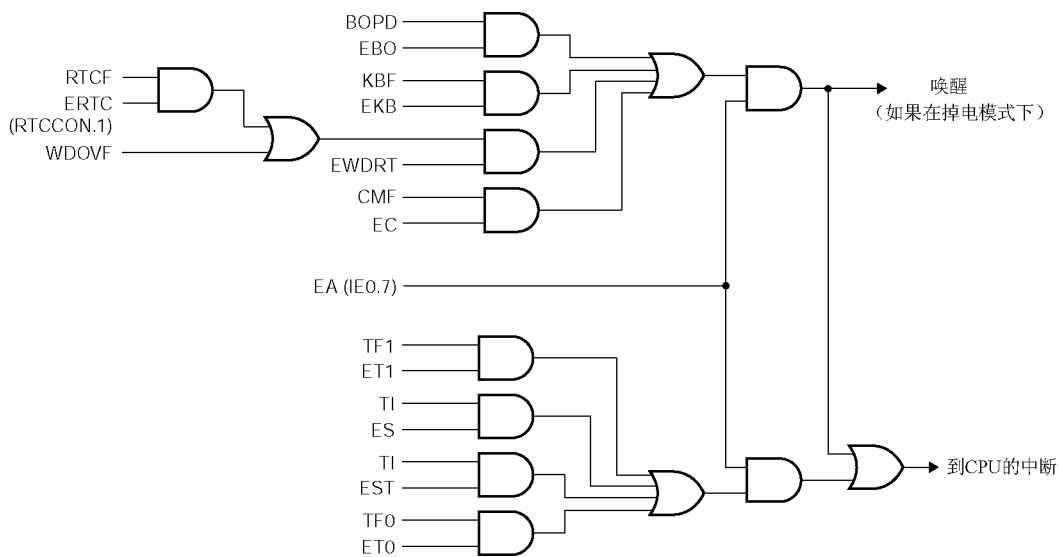 BOPD
EBO
RTCF
ERTC
(RTCCON.1)
WDOVF
KBF
EKB
EWDRT
CMF
EC
唤醒
（如果在掉电模式下）
EA (IE0.7)
TF1
ET1
TI
ES
TI
EST
TF0
ET0
到CPU的中断